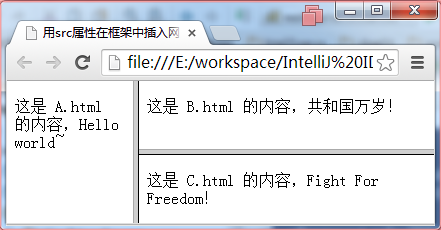 用src属性在框架中插入网
file:///E:/workspace/IntelliJ%20II
这是 A.html
的内容，Hello
world~
这是 B.html 的内容，共和国万岁！
这是 C.html 的内容，Fight For
Freedom!